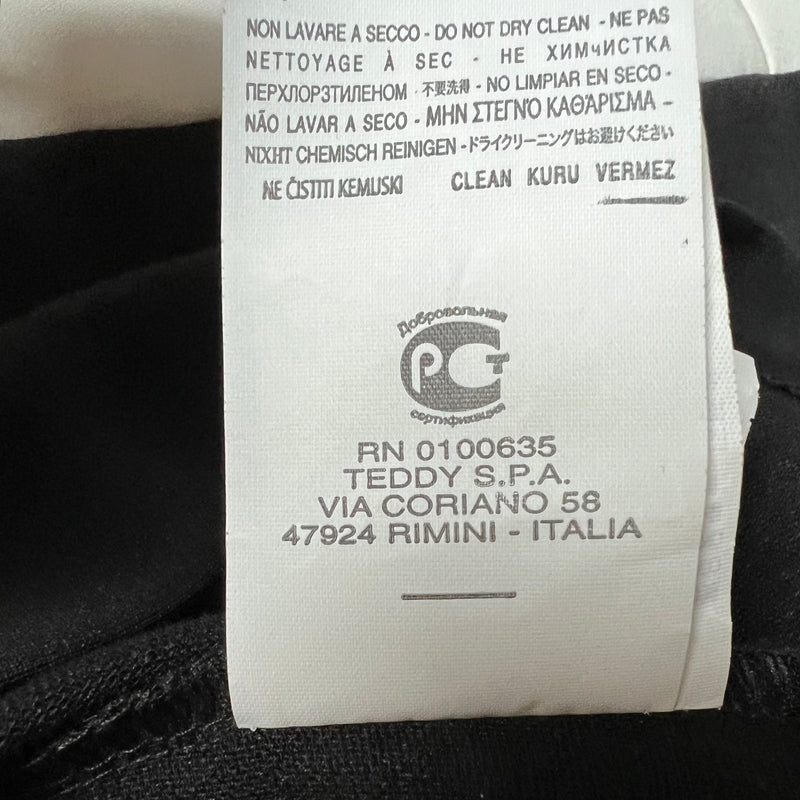 NON LAVARE A SECCO - DO NOT DRY CLEAN - NE PAS
NETTOYAGE À SEC - НЕ ХИМЧИСТКА
ПЕРХЛОРЭТИЛЕНОМ · 不要洗得 - NO LIMPIAR EN SECO -
NÃO LAVAR A SECO - ΜΗΝ ΣΤΕΓΝΌ ΚΑΘΆΡΙΣΜΑ -
NIXHT CHEMISCH REINIGEN - ドライクリーニングはお避けください
NE ČISTITI KEMIJSKI CLEAN KURU VERMEZ
Добровольная
РСТ
сертификация
RN 0100635
TEDDY S.P.A.
VIA CORIANO 58
47924 RIMINI - ITALIA